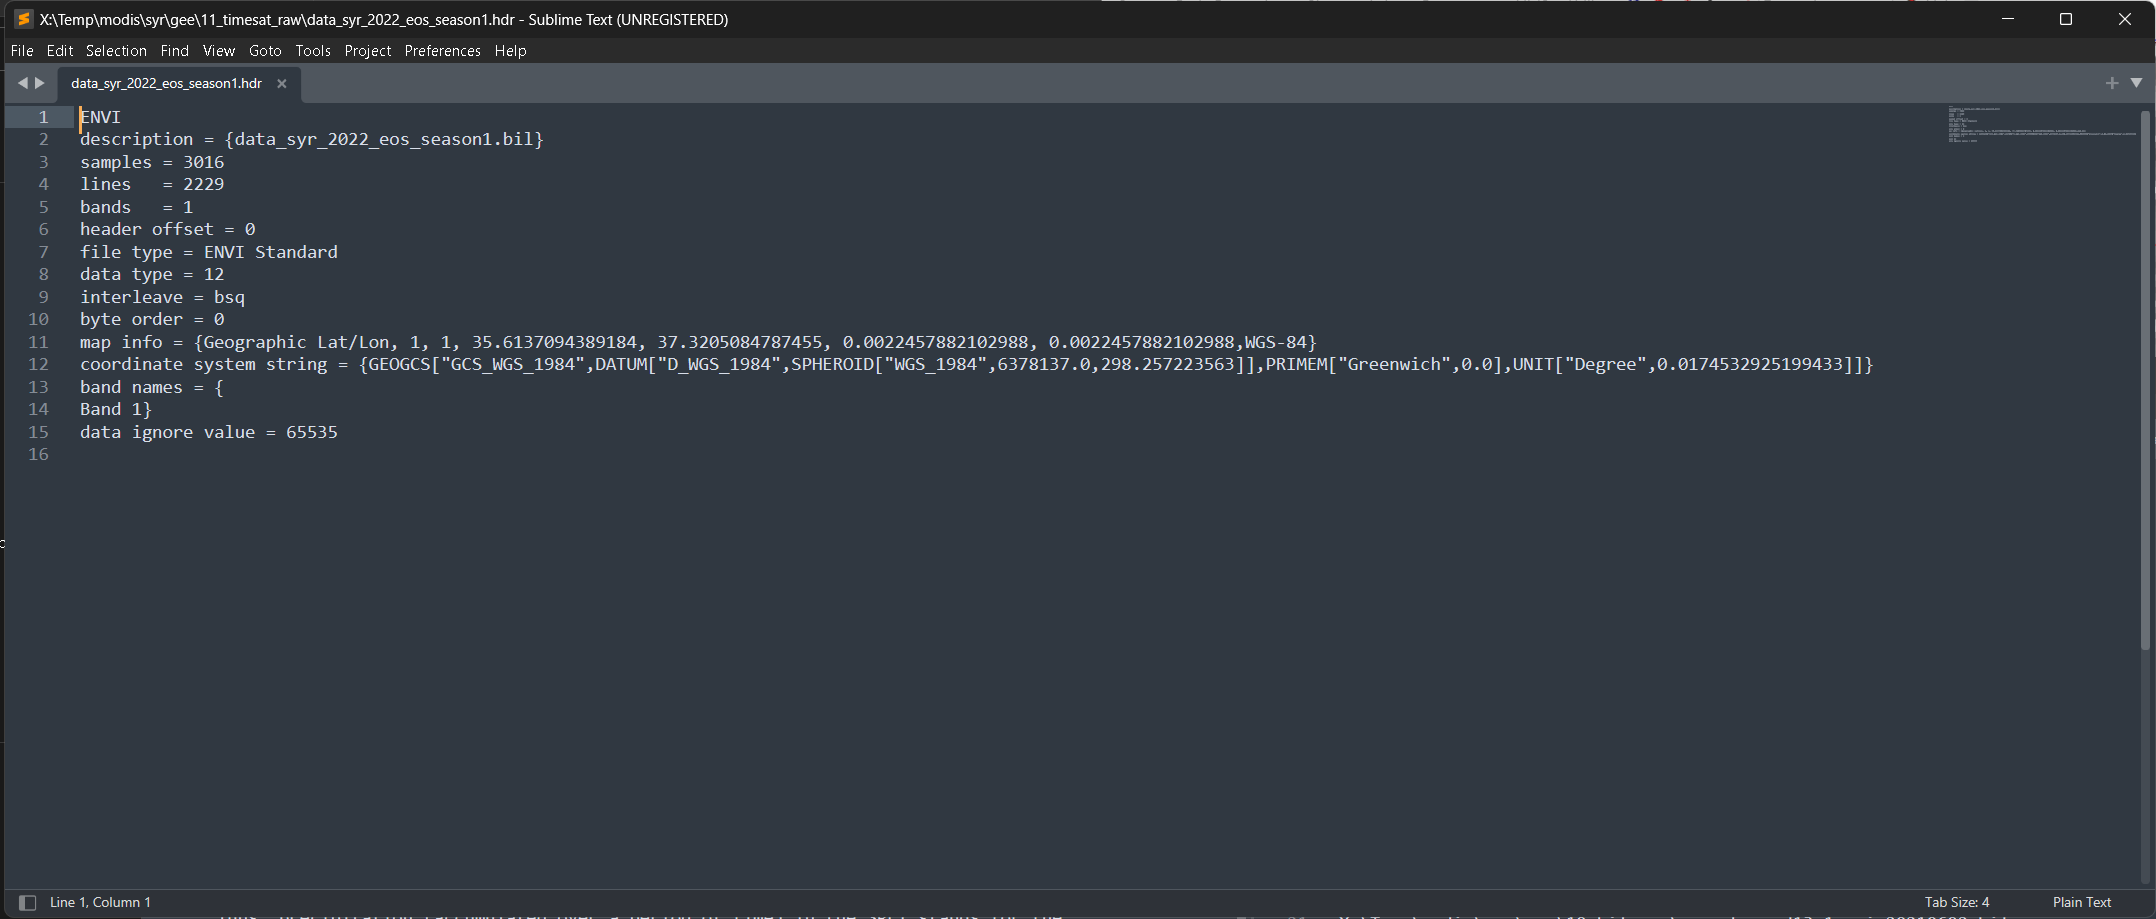 X:\Temp\modis\syr\gee\11_timesat_raw\data_syr_2022_eos_season1.hdr - Sublime Text (UNREGISTERED)
File Edit Selection Find View Goto Tools Project Preferences Help
data_syr_2022_eos_season1.hdr
1 ENVI
2 description = {data_syr_2022_eos_season1.bil}
3 samples = 3016
4 lines   = 2229
5 bands   = 1
6 header offset = 0
7 file type = ENVI Standard
8 data type = 12
9 interleave = bsq
10 byte order = 0
11 map info = {Geographic Lat/Lon, 1, 1, 35.6137094389184, 37.3205084787455, 0.0022457882102988, 0.0022457882102988,WGS-84}
12 coordinate system string = {GEOGCS["GCS_WGS_1984",DATUM["D_WGS_1984",SPHEROID["WGS_1984",6378137.0,298.257223563]],PRIMEM["Greenwich",0.0],UNIT["Degree",0.0174532925199433]]}
13 band names = {
14 Band 1}
15 data ignore value = 65535
16
Line 1, Column 1 Tab Size: 4 Plain Text